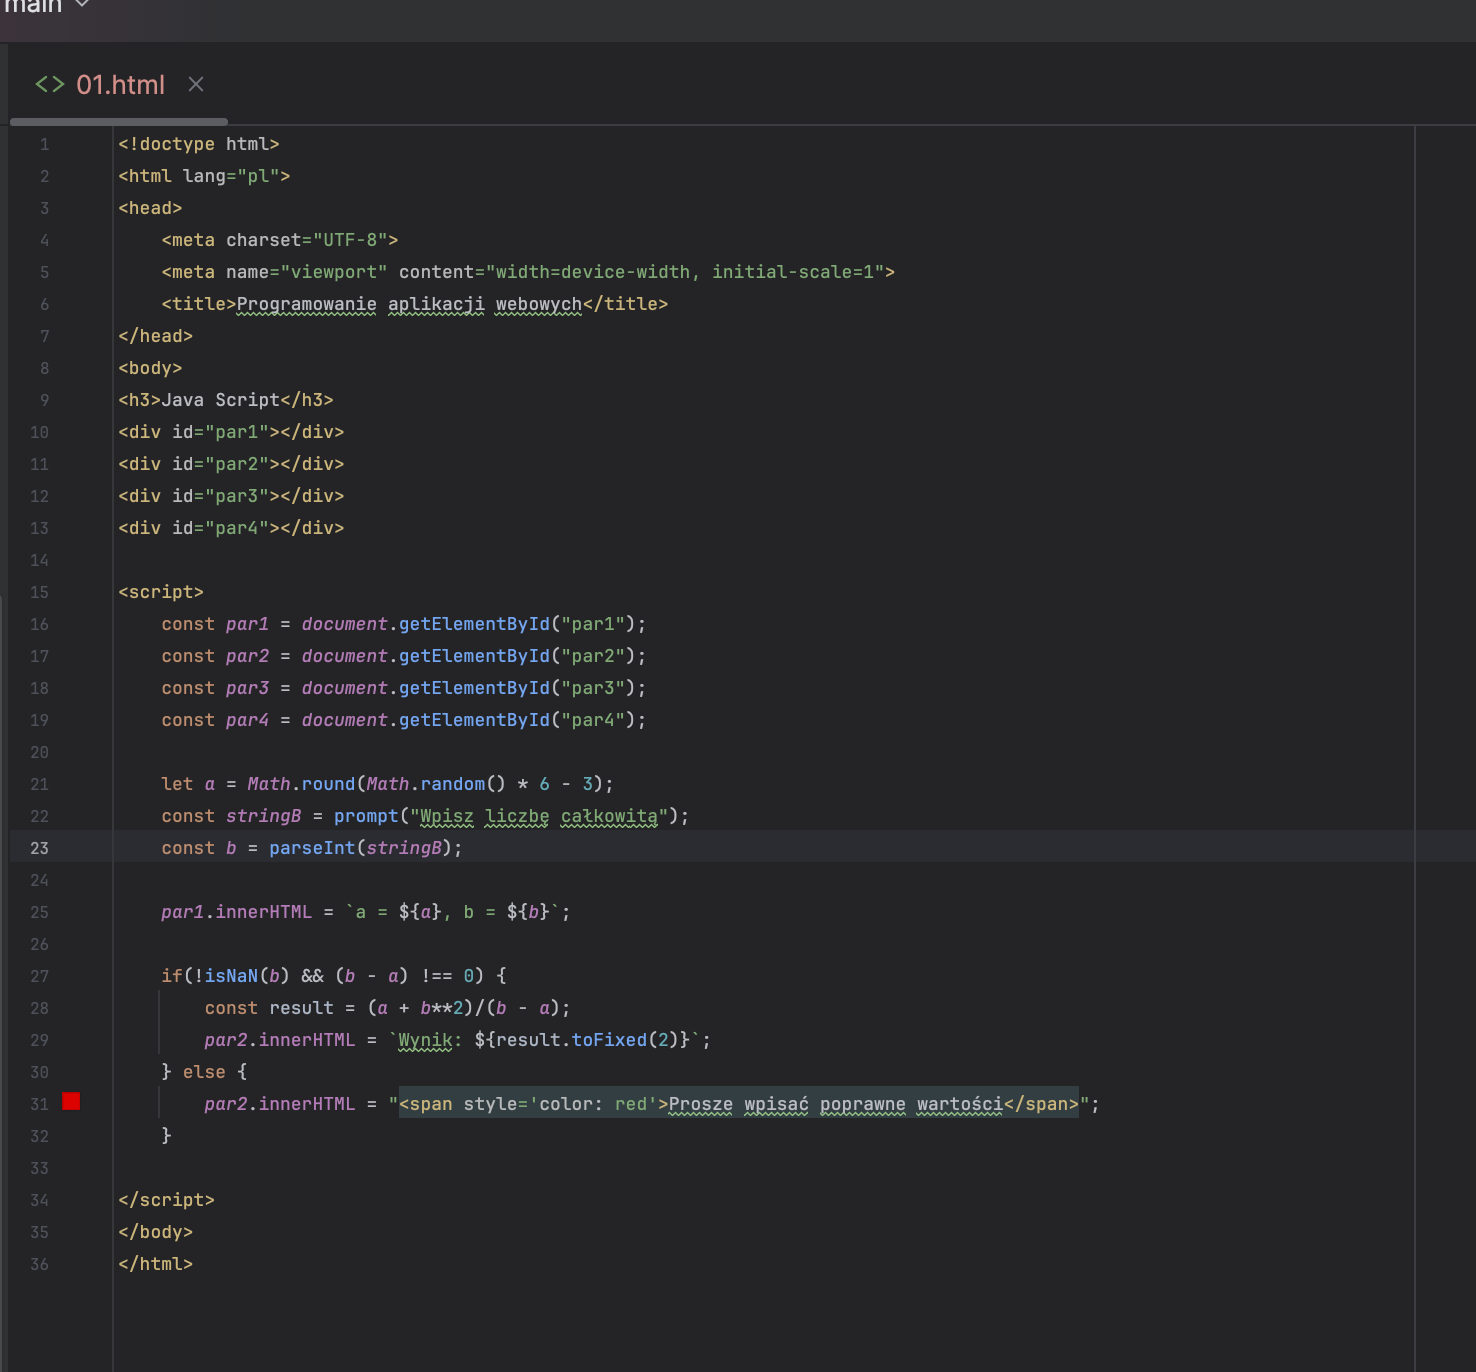 main
01.html
1 <!doctype html>
2 <html lang="pl">
3 <head>
4     <meta charset="UTF-8">
5     <meta name="viewport" content="width=device-width, initial-scale=1">
6     <title>Programowanie aplikacji webowych</title>
7 </head>
8 <body>
9 <h3>Java Script</h3>
10 <div id="par1"></div>
11 <div id="par2"></div>
12 <div id="par3"></div>
13 <div id="par4"></div>
14
15 <script>
16     const par1 = document.getElementById("par1");
17     const par2 = document.getElementById("par2");
18     const par3 = document.getElementById("par3");
19     const par4 = document.getElementById("par4");
20
21     let a = Math.round(Math.random() * 6 - 3);
22     const stringB = prompt("Wpisz liczbę całkowitą");
23     const b = parseInt(stringB);
24
25     par1.innerHTML = `a = ${a}, b = ${b}`;
26
27     if(!isNaN(b) && (b - a) !== 0) {
28         const result = (a + b**2)/(b - a);
29         par2.innerHTML = `Wynik: ${result.toFixed(2)}`;
30     } else {
31         par2.innerHTML = "<span style='color: red'>Prosze wpisać poprawne wartości</span>";
32     }
33
34 </script>
35 </body>
36 </html>